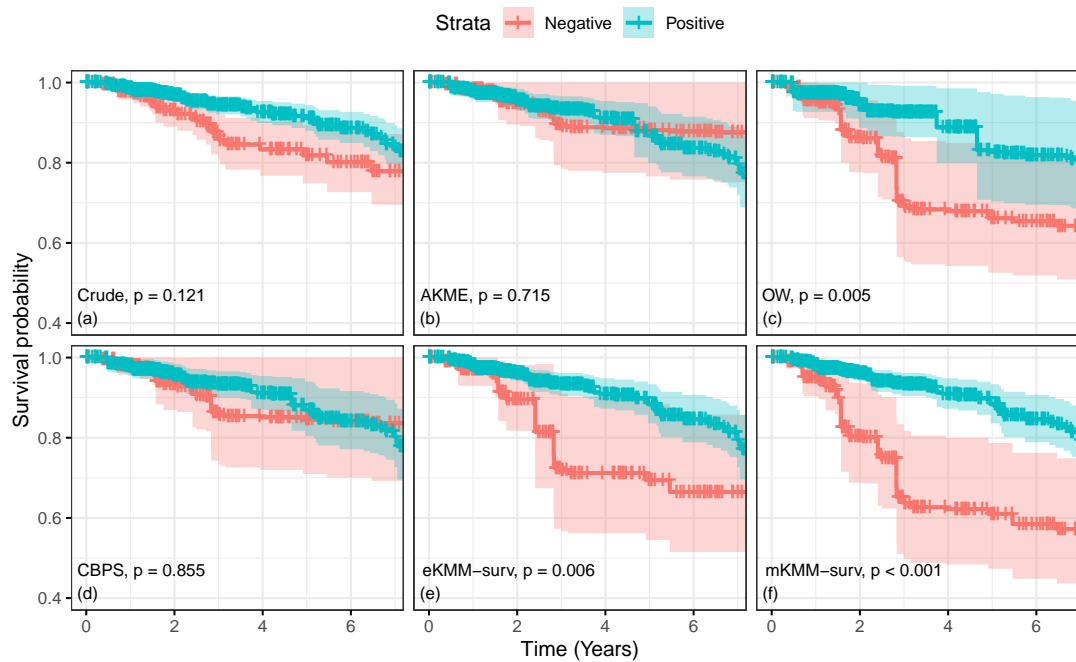 Strata Negative Positive
Survival probability
1.0
0.8
0.6
0.4
Crude, p = 0.121
(a)
AKME, p = 0.715
(b)
OW, p = 0.005
(c)
1.0
0.8
0.6
0.4
CBPS, p = 0.855
(d)
eKMM−surv, p = 0.006
(e)
mKMM−surv, p < 0.001
(f)
0 2 4 6 0 2 4 6 0 2 4 6
Time (Years)